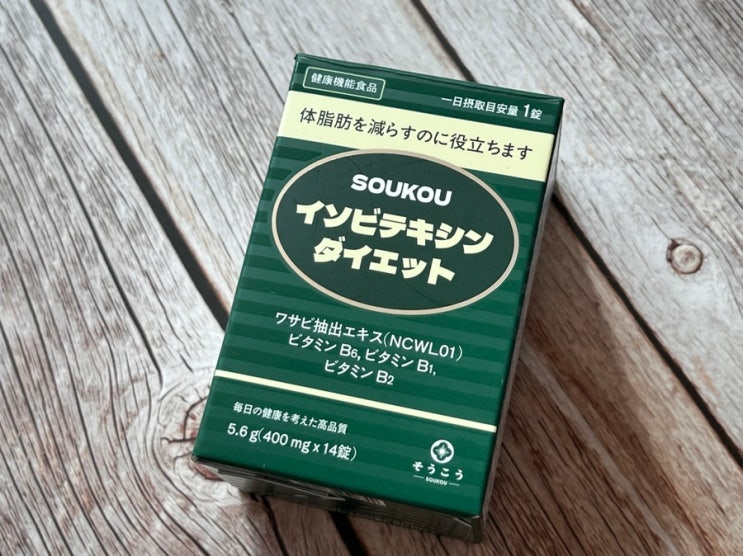 健康機能食品
一日摂取目安量 1錠
体脂肪を減らすのに役立ちます
SOUKOU
イソビテキシン
ダイエット
ワサビ抽出エキス(NCWL01)
ビタミン B6, ビタミン B1,
ビタミン B2
毎日の健康を考えた高品質
5.6 g(400 mg x 14錠)
そうこう
SOUKOU